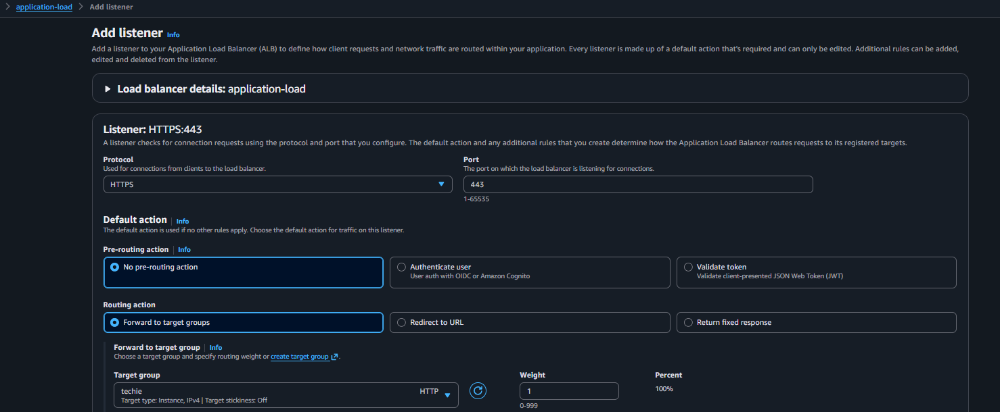 application-load > Add listener
Add listener Info
Add a listener to your Application Load Balancer (ALB) to define how client requests and network traffic are routed within your application. Every listener is made up of a default action that's required and can only be edited. Additional rules can be added,
edited and deleted from the listener.
Load balancer details: application-load
Listener: HTTPS:443
A listener checks for connection requests using the protocol and port that you configure. The default action and any additional rules that you create determine how the Application Load Balancer routes requests to its registered targets.
Protocol
Used for connections from clients to the load balancer.
HTTPS
Port
The port on which the load balancer is listening for connections.
443
1-65535
Default action Info
The default action is used if no other rules apply. Choose the default action for traffic on this listener.
Pre-routing action Info
No pre-routing action
Authenticate user
User auth with OIDC or Amazon Cognito
Validate token
Validate client-presented JSON Web Token (JWT)
Routing action
Forward to target groups
Redirect to URL
Return fixed response
Forward to target group Info
Choose a target group and specify routing weight or create target group.
Target group
techie HTTP
Target type: Instance, IPv4 | Target stickiness: Off
Weight
1
0-999
Percent
100%